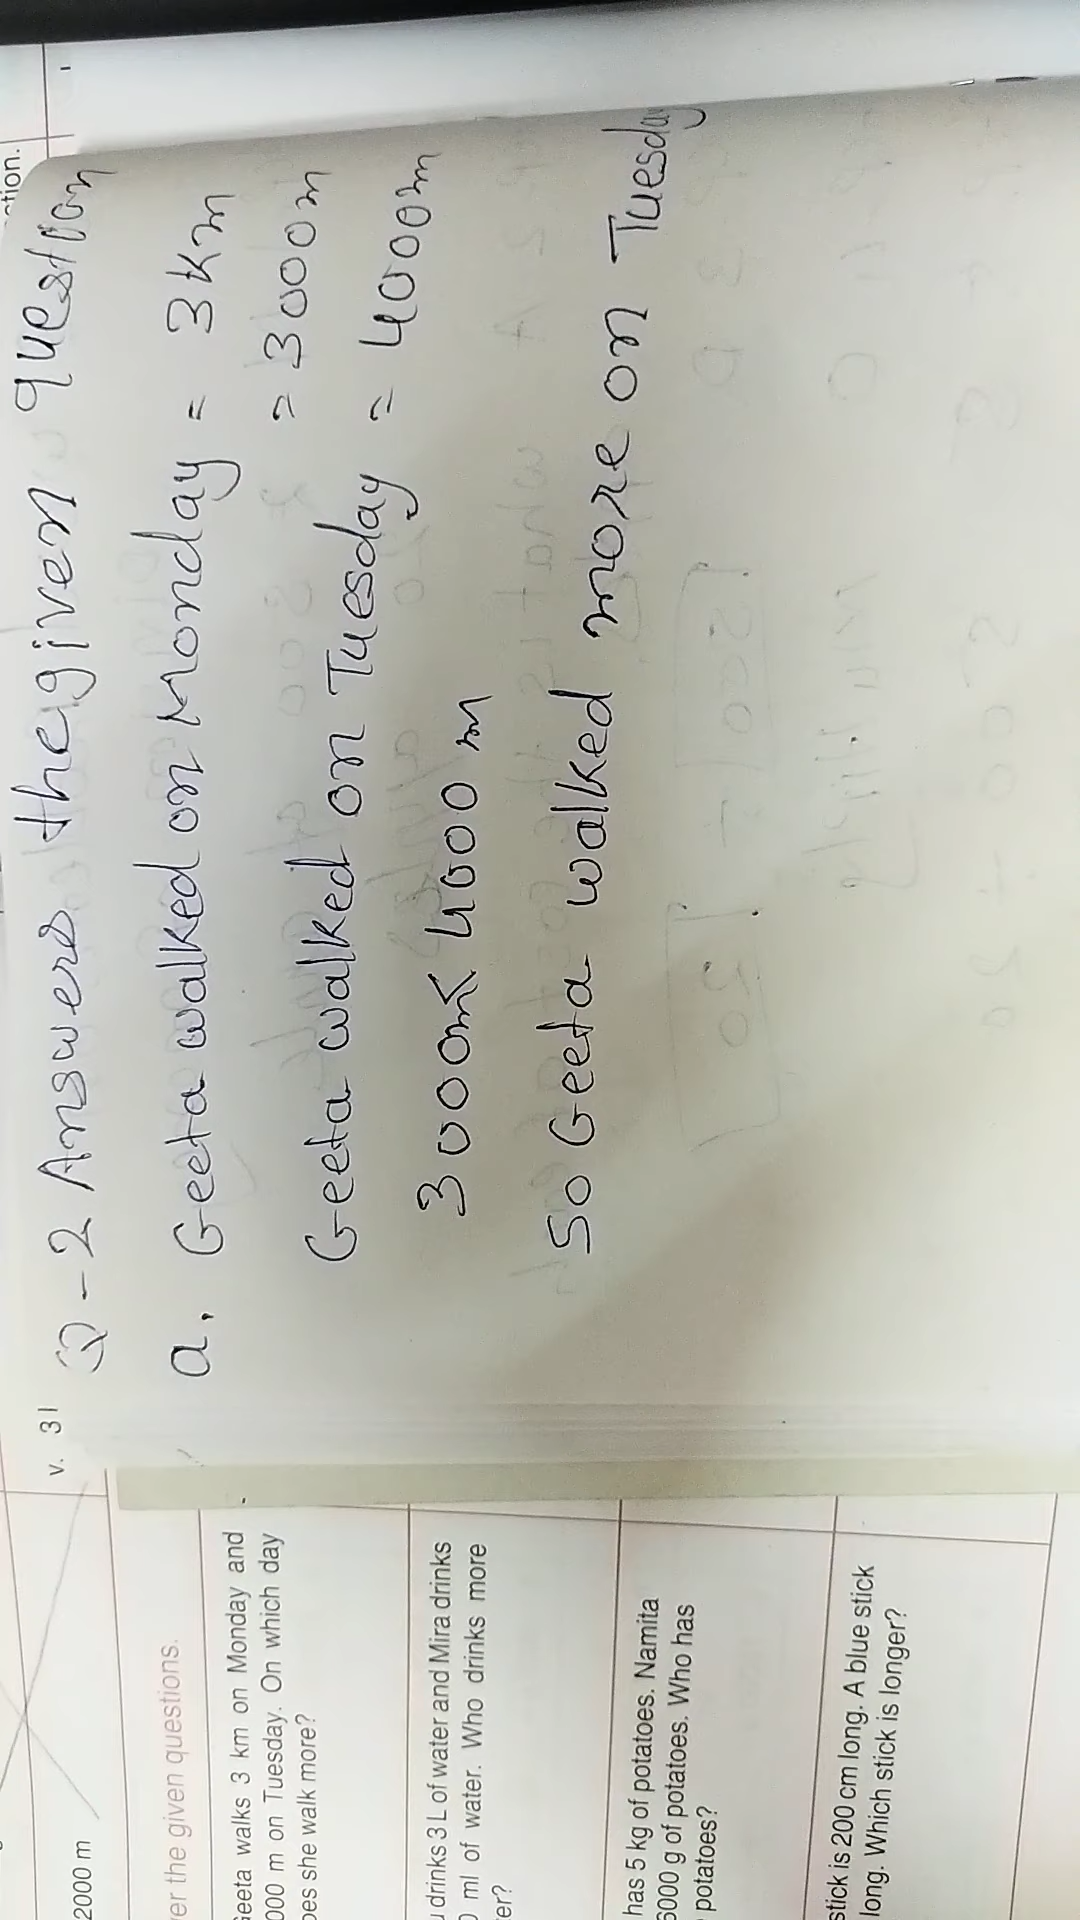 ction.
v. 3l
Q-2 Answers the given question
a. Geeta walked on Monday = 3Km
= 3000m
Geeta walked on Tuesday = 4000m
3000m < 4000 m
So Geeta walked more on Tuesday
2000 m
er the given questions.
eeta walks 3 km on Monday and
000 m on Tuesday. On which day
oes she walk more?
drinks 3 L of water and Mira drinks
ml of water. Who drinks more
er?
has 5 kg of potatoes. Namita
6000 g of potatoes. Who has
potatoes?
stick is 200 cm long. A blue stick
long. Which stick is longer?